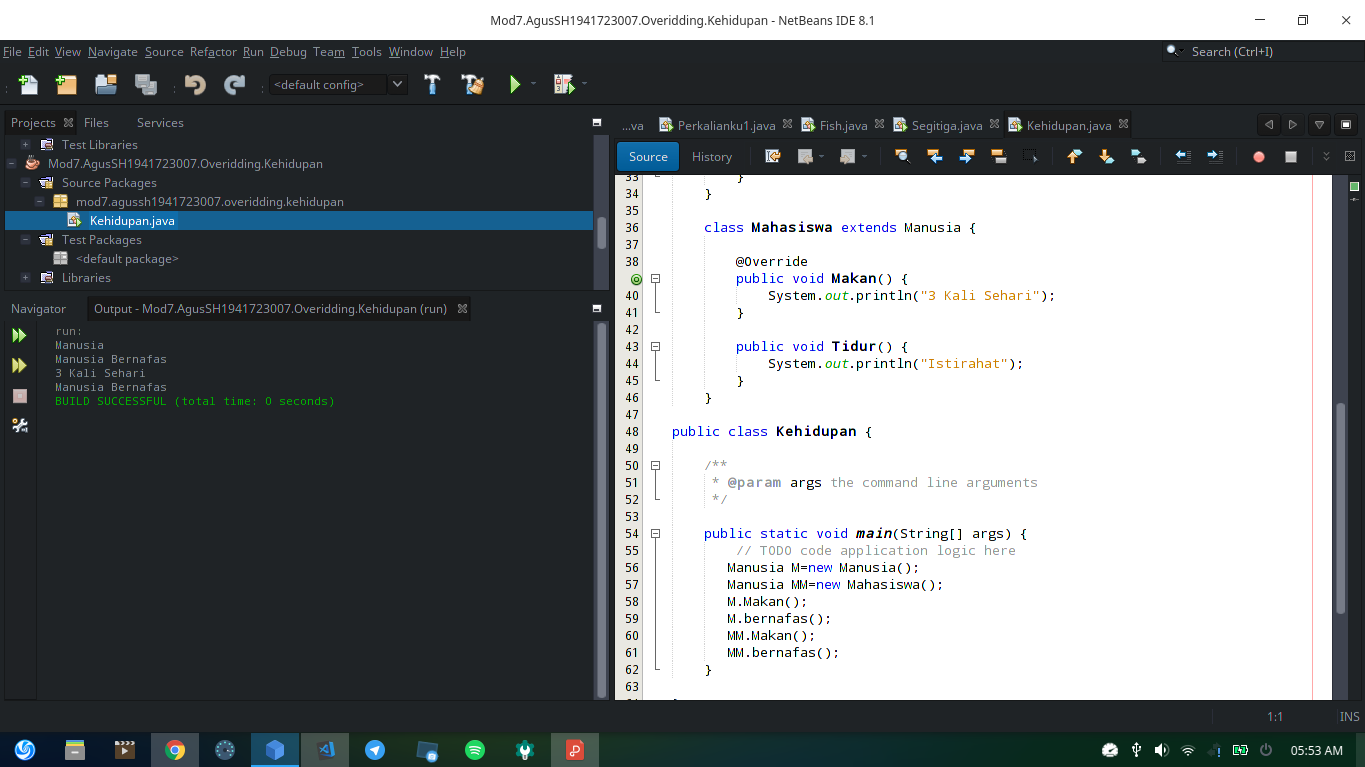 Mod7.AgusSH1941723007.Overidding.Kehidupan - NetBeans IDE 8.1
File Edit View Navigate Source Refactor Run Debug Team Tools Window Help
Search (Ctrl+I)
<default config>
Projects Files Services
Test Libraries
Mod7.AgusSH1941723007.Overidding.Kehidupan
Source Packages
mod7.agussh1941723007.overidding.kehidupan
Kehidupan.java
Test Packages
<default package>
Libraries
Navigator Output - Mod7.AgusSH1941723007.Overidding.Kehidupan (run)
run:
Manusia
Manusia Bernafas
3 Kali Sehari
Manusia Bernafas
BUILD SUCCESSFUL (total time: 0 seconds)
...va Perkalianku1.java Fish.java Segitiga.java Kehidupan.java
Source History
33 }
34 }
35
36 class Mahasiswa extends Manusia {
37
38 @Override
public void Makan() {
40 System.out.println("3 Kali Sehari");
41 }
42
43 public void Tidur() {
44 System.out.println("Istirahat");
45 }
46 }
47
48 public class Kehidupan {
49
50 /**
51 * @param args the command line arguments
52 */
53
54 public static void main(String[] args) {
55 // TODO code application logic here
56 Manusia M=new Manusia();
57 Manusia MM=new Mahasiswa();
58 M.Makan();
59 M.bernafas();
60 MM.Makan();
61 MM.bernafas();
62 }
63
1:1 INS
05:53 AM